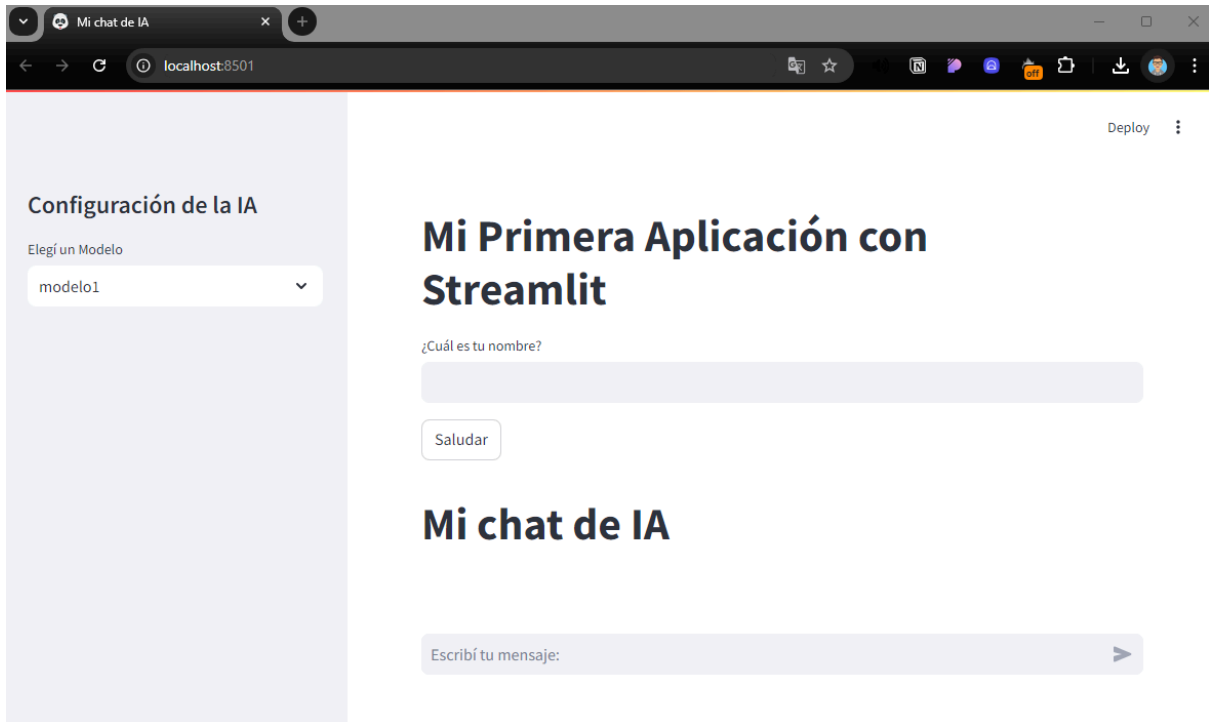 Mi chat de IA
localhost:8501
off
Deploy
Configuración de la IA
Elegí un Modelo
modelo1
Mi Primera Aplicación con
Streamlit
¿Cuál es tu nombre?
Saludar
Mi chat de IA
Escribí tu mensaje: